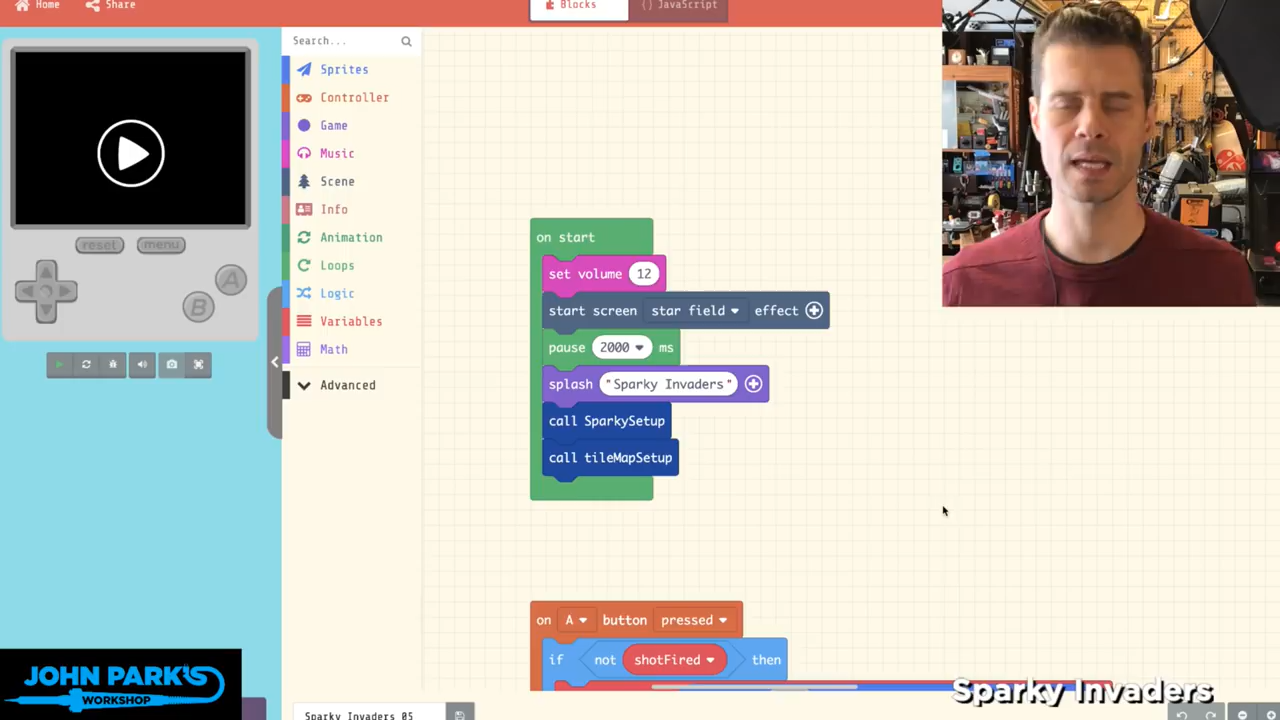 Home Share Blocks {} JavaScript
Search...
Sprites
Controller
Game
Music
Scene
Info
Animation
Loops
Logic
Variables
Math
Advanced
reset menu
A
B
on start
set volume 12
start screen star field effect
pause 2000 ms
splash "Sparky Invaders"
call SparkySetup
call tileMapSetup
on A button pressed
if not shotFired then
JOHN PARK'S
WORKSHOP
Sparky Invaders
Sparky Invaders 05